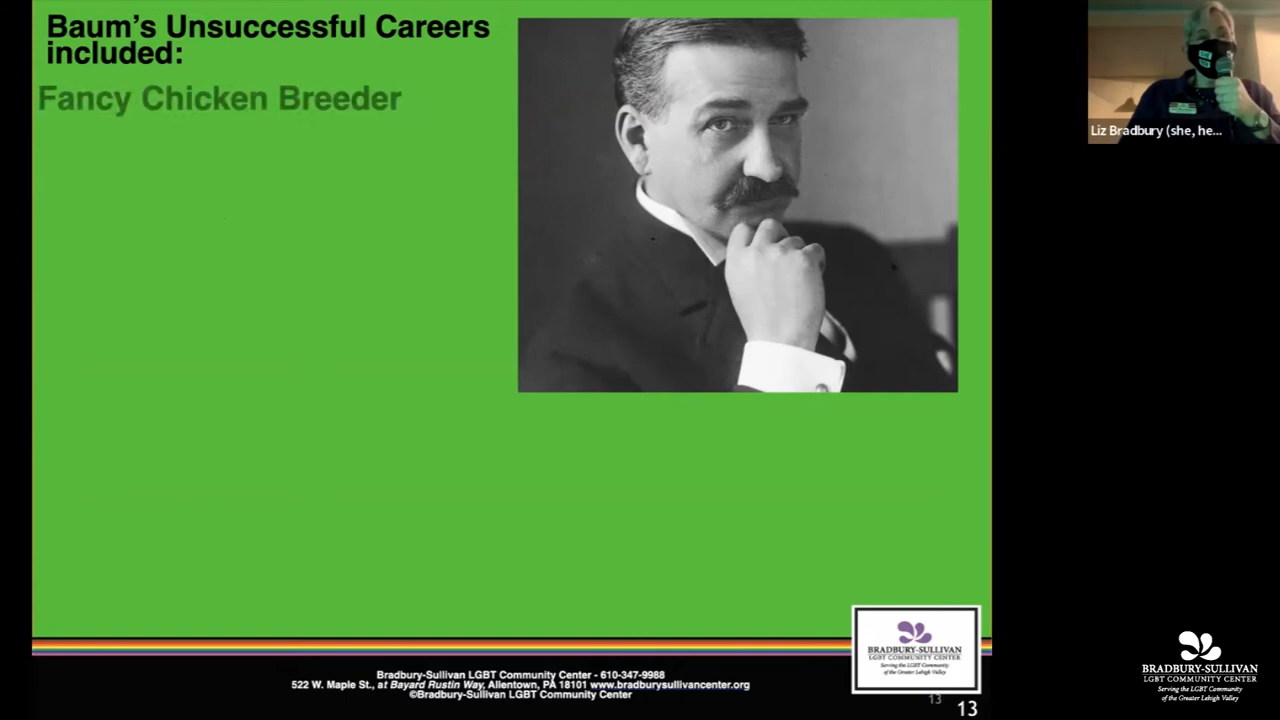 Baum's Unsuccessful Careers
included:
Fancy Chicken Breeder
Liz Bradbury (she, he...
BRADBURY-SULLIVAN
LGBT COMMUNITY CENTER
Serving the LGBT Community
of the Greater Lehigh Valley
Bradbury-Sullivan LGBT Community Center - 610-347-9988
522 W. Maple St., at Bayard Rustin Way, Allentown, PA 18101 www.bradburysullivancenter.org
©Bradbury-Sullivan LGBT Community Center
13
13
BRADBURY-SULLIVAN
LGBT COMMUNITY CENTER
Serving the LGBT Community
of the Greater Lehigh Valley